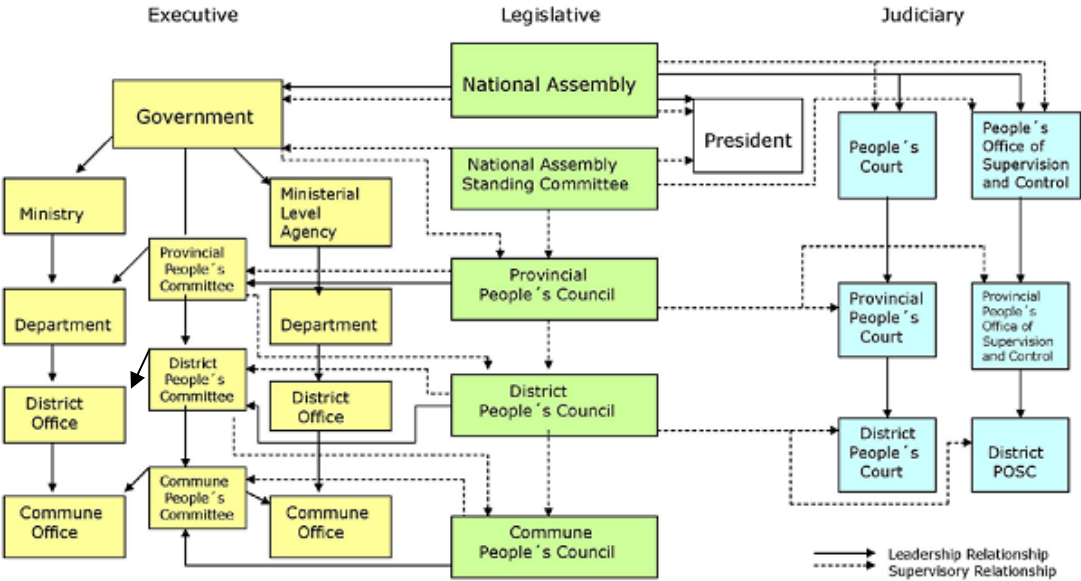 Executive
Legislative
Judiciary
National Assembly
Government
President
People´s
Court
People´s
Office of
Supervision
and Control
National Assembly
Standing Committee
Ministry
Ministerial
Level
Agency
Provincial
People´s
Committee
Provincial
People´s Council
Department
Department
Provincial
People´s
Court
Provincial
People´s
Office of
Supervision
and Control
District
People´s
Committee
District
Office
District
Office
District
People´s Council
District
People´s
Court
District
POSC
Commune
Office
Commune
People´s
Committee
Commune
Office
Commune
People´s Council
Leadership Relationship
Supervisory Relationship